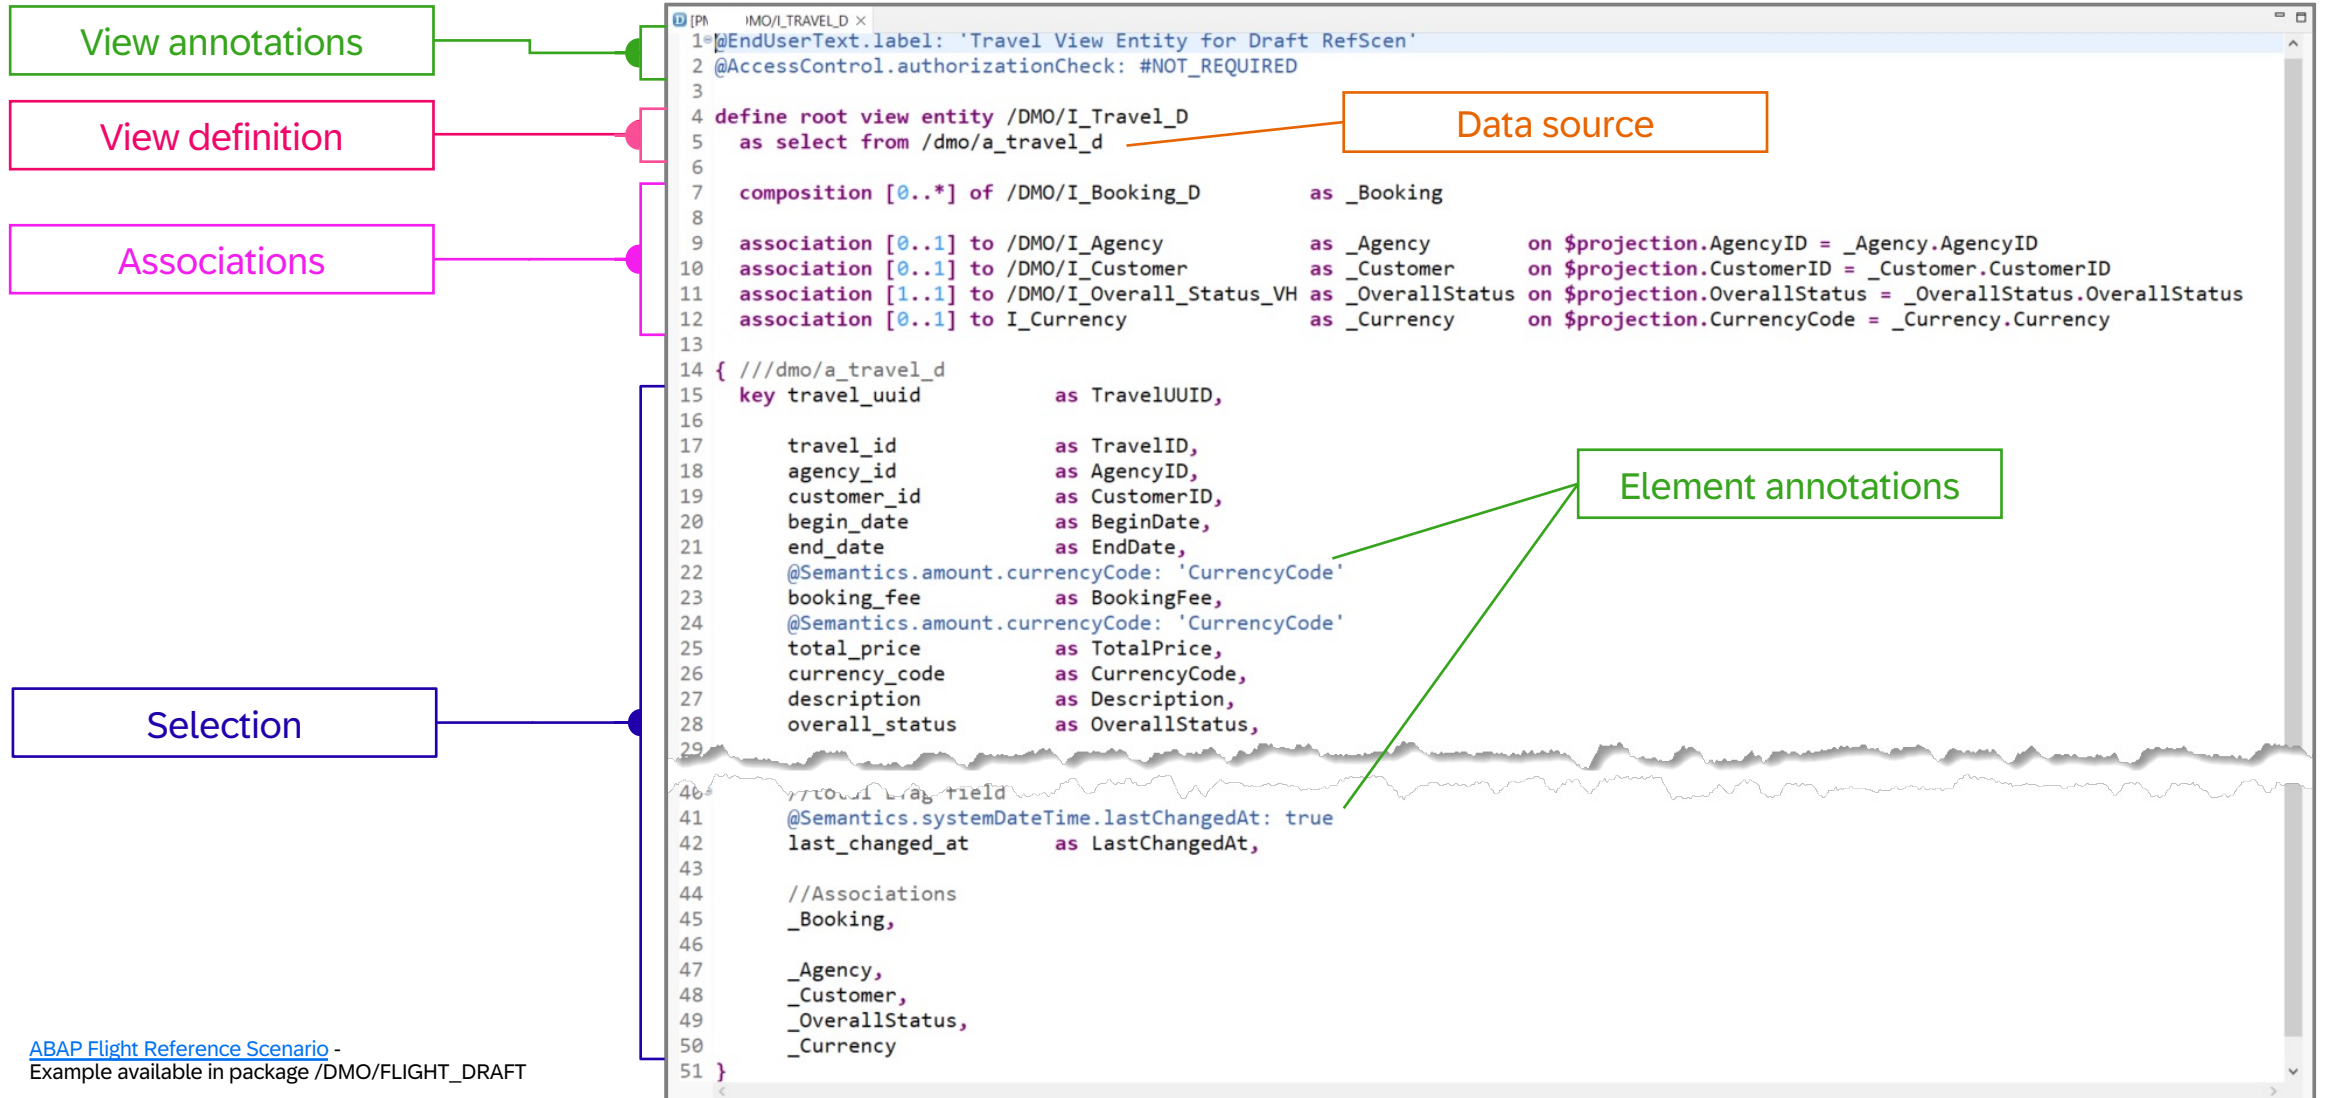 View annotations
View definition
Associations
Selection
Data source
Element annotations
[PM DMO/I_TRAVEL_D
1 @EndUserText.label: 'Travel View Entity for Draft RefScen'
2 @AccessControl.authorizationCheck: #NOT_REQUIRED
3
4 define root view entity /DMO/I_Travel_D
5 as select from /dmo/a_travel_d
6
7 composition [0..*] of /DMO/I_Booking_D as _Booking
8
9 association [0..1] to /DMO/I_Agency as _Agency on $projection.AgencyID = _Agency.AgencyID
10 association [0..1] to /DMO/I_Customer as _Customer on $projection.CustomerID = _Customer.CustomerID
11 association [1..1] to /DMO/I_Overall_Status_VH as _OverallStatus on $projection.OverallStatus = _OverallStatus.OverallStatus
12 association [0..1] to I_Currency as _Currency on $projection.CurrencyCode = _Currency.Currency
13
14 { ///dmo/a_travel_d
15 key travel_uuid as TravelUUID,
16
17 travel_id as TravelID,
18 agency_id as AgencyID,
19 customer_id as CustomerID,
20 begin_date as BeginDate,
21 end_date as EndDate,
22 @Semantics.amount.currencyCode: 'CurrencyCode'
23 booking_fee as BookingFee,
24 @Semantics.amount.currencyCode: 'CurrencyCode'
25 total_price as TotalPrice,
26 currency_code as CurrencyCode,
27 description as Description,
28 overall_status as OverallStatus,
29
40 field
41 @Semantics.systemDateTime.lastChangedAt: true
42 last_changed_at as LastChangedAt,
43
44 //Associations
45 _Booking,
46
47 _Agency,
48 _Customer,
49 _OverallStatus,
50 _Currency
51 }
ABAP Flight Reference Scenario -
Example available in package /DMO/FLIGHT_DRAFT